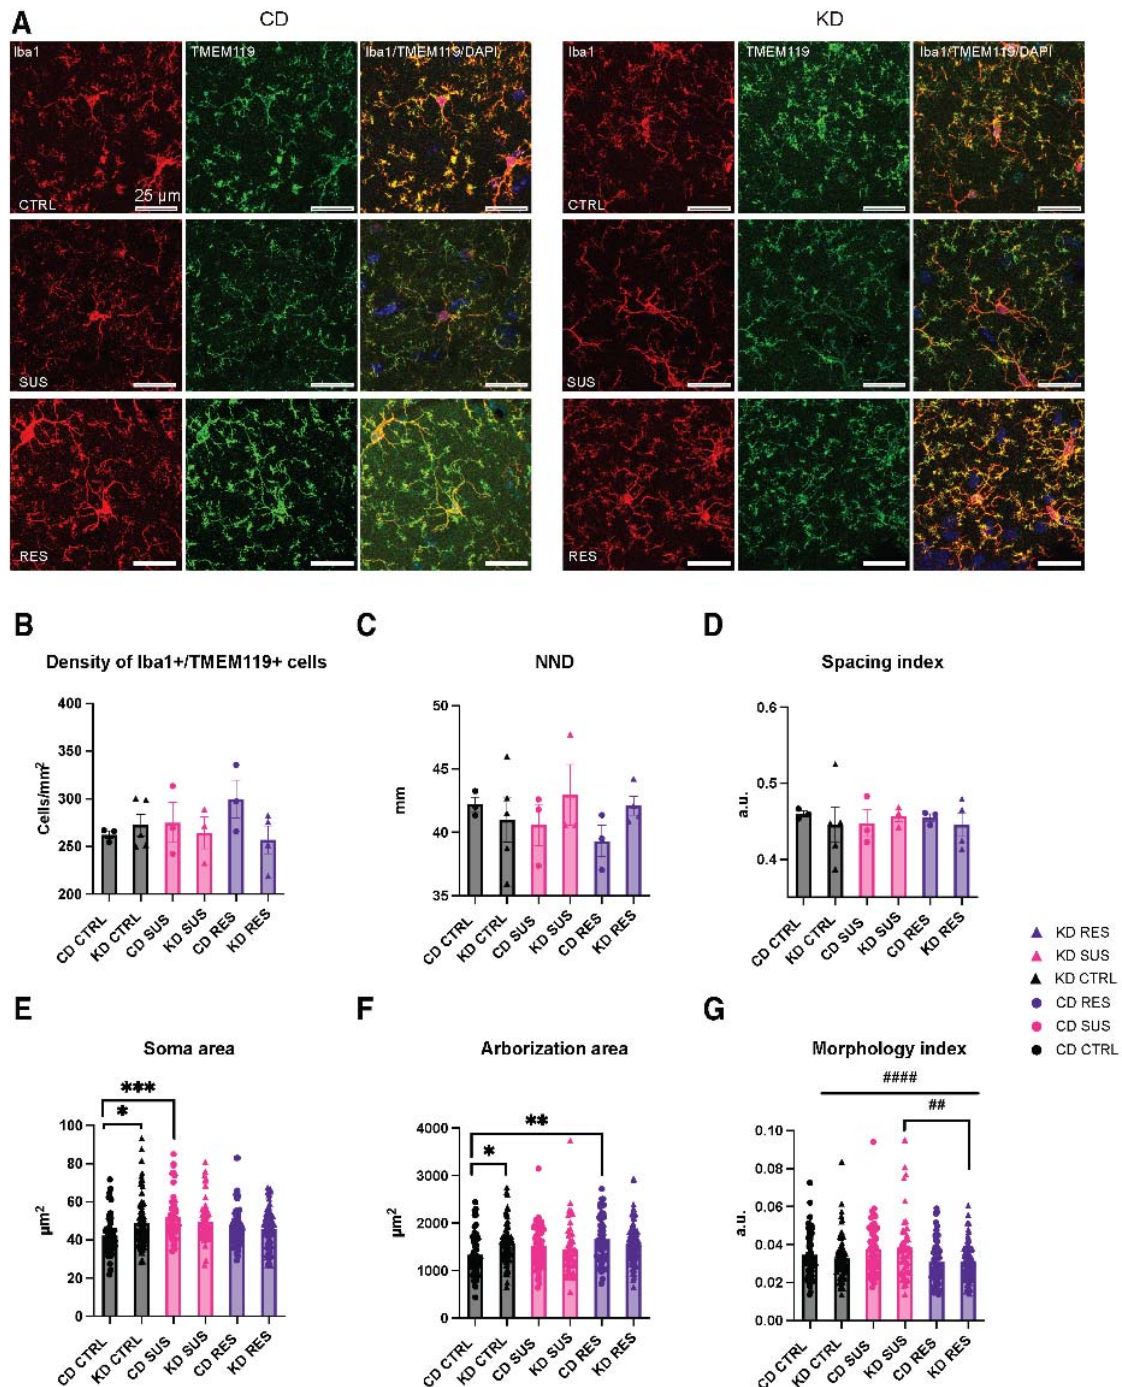 A
CD
KD
Iba1
TMEM119
Iba1/TMEM119/DAPI
Iba1
TMEM119
Iba1/TMEM119/DAPI
25 µm
CTRL
CTRL
SUS
SUS
RES
RES
B
C
D
Density of Iba1+/TMEM119+ cells
NND
Spacing index
400
350
300
250
200
Cells/mm²
CD CTRL
KD CTRL
CD SUS
KD SUS
CD RES
KD RES
50
45
40
35
mm
CD CTRL
KD CTRL
CD SUS
KD SUS
CD RES
KD RES
0.6
0.5
0.4
a.u.
CD CTRL
KD CTRL
CD SUS
KD SUS
CD RES
KD RES
KD RES
KD SUS
KD CTRL
CD RES
CD SUS
CD CTRL
E
F
G
Soma area
Arborization area
Morphology index
***
*
100
80
60
40
20
0
µm²
CD CTRL
KD CTRL
CD SUS
KD SUS
CD RES
KD RES
**
*
4000
3000
2000
1000
0
µm²
CD CTRL
KD CTRL
CD SUS
KD SUS
CD RES
KD RES
####
##
0.10
0.08
0.06
0.04
0.02
0.00
a.u.
CD CTRL
KD CTRL
CD SUS
KD SUS
CD RES
KD RES